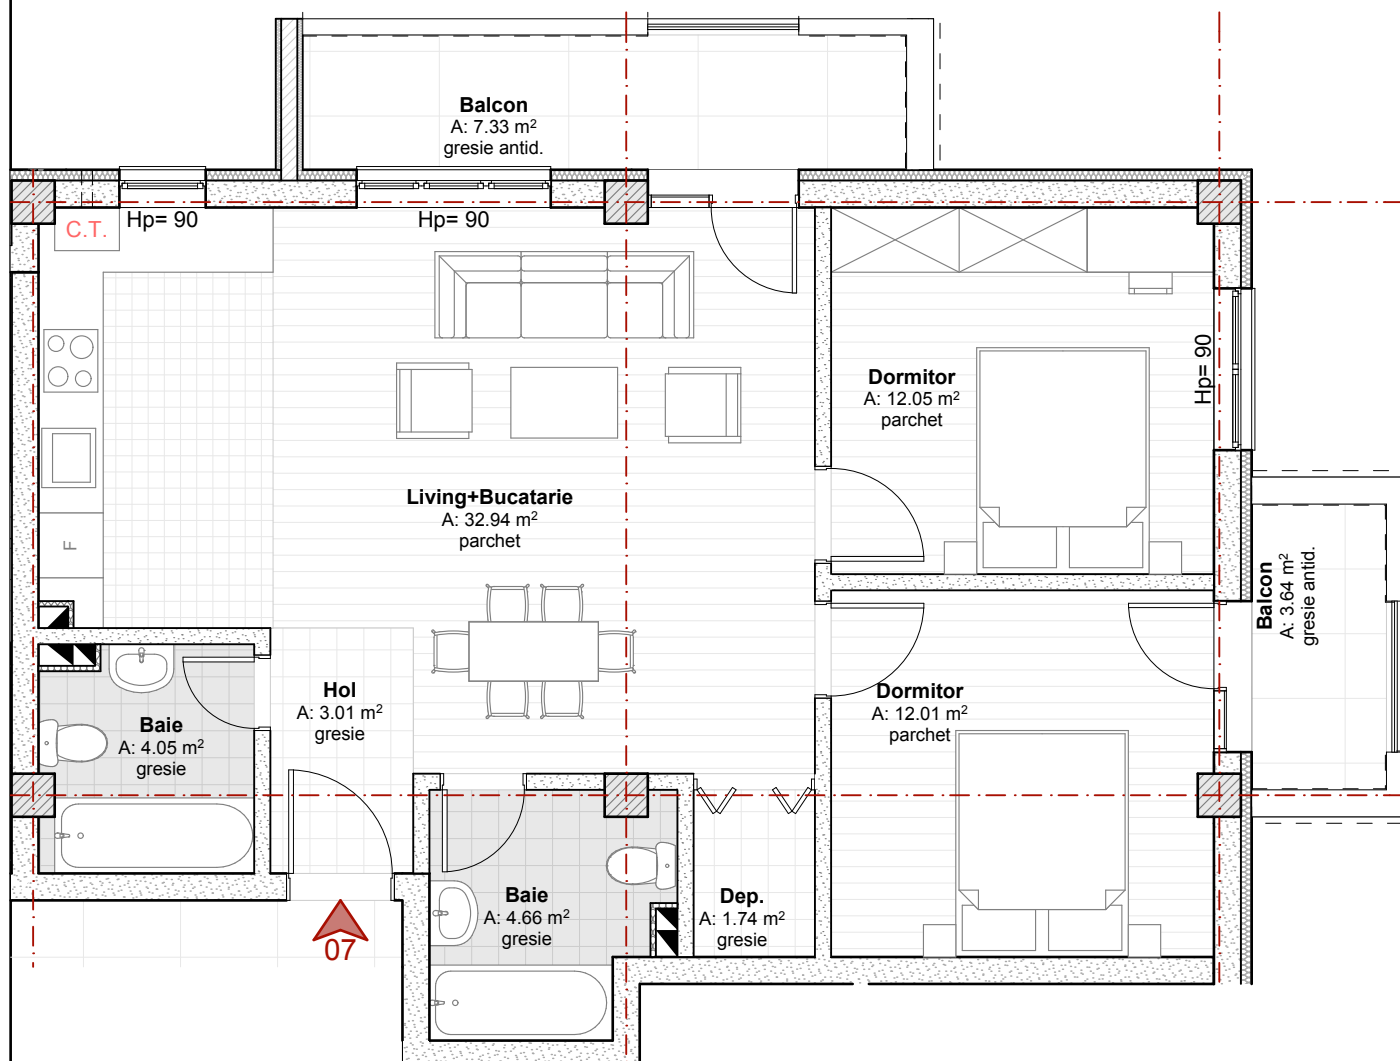 Balcon
A: 7.33 m²
gresie antid.
C.T.
Hp= 90
Hp= 90
Hp= 90
Dormitor
A: 12.05 m²
parchet
Living+Bucatarie
A: 32.94 m²
parchet
F
Balcon
A: 3.64 m²
gresie antid.
Hol
A: 3.01 m²
gresie
Baie
A: 4.05 m²
gresie
Dormitor
A: 12.01 m²
parchet
Baie
A: 4.66 m²
gresie
Dep.
A: 1.74 m²
gresie
07